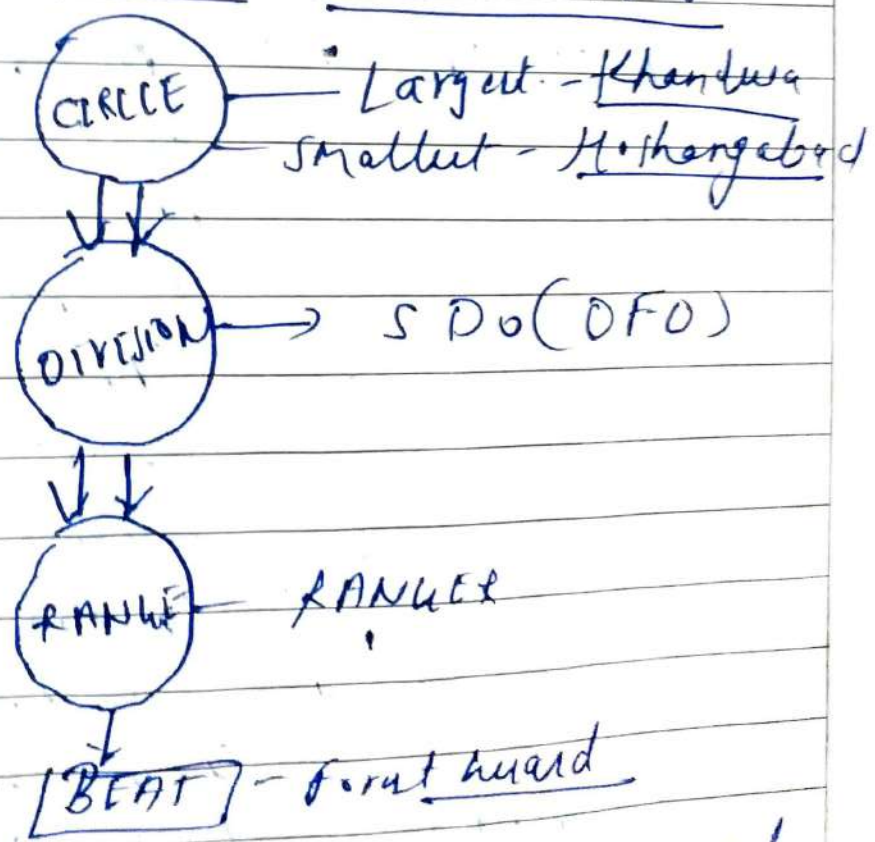 CIRCLE - Largest - Khandwa
Smallest - Hoshangabad
DIVISION → SDO (DFO)
RANGE - RANGER
BEAT - Forest Guard